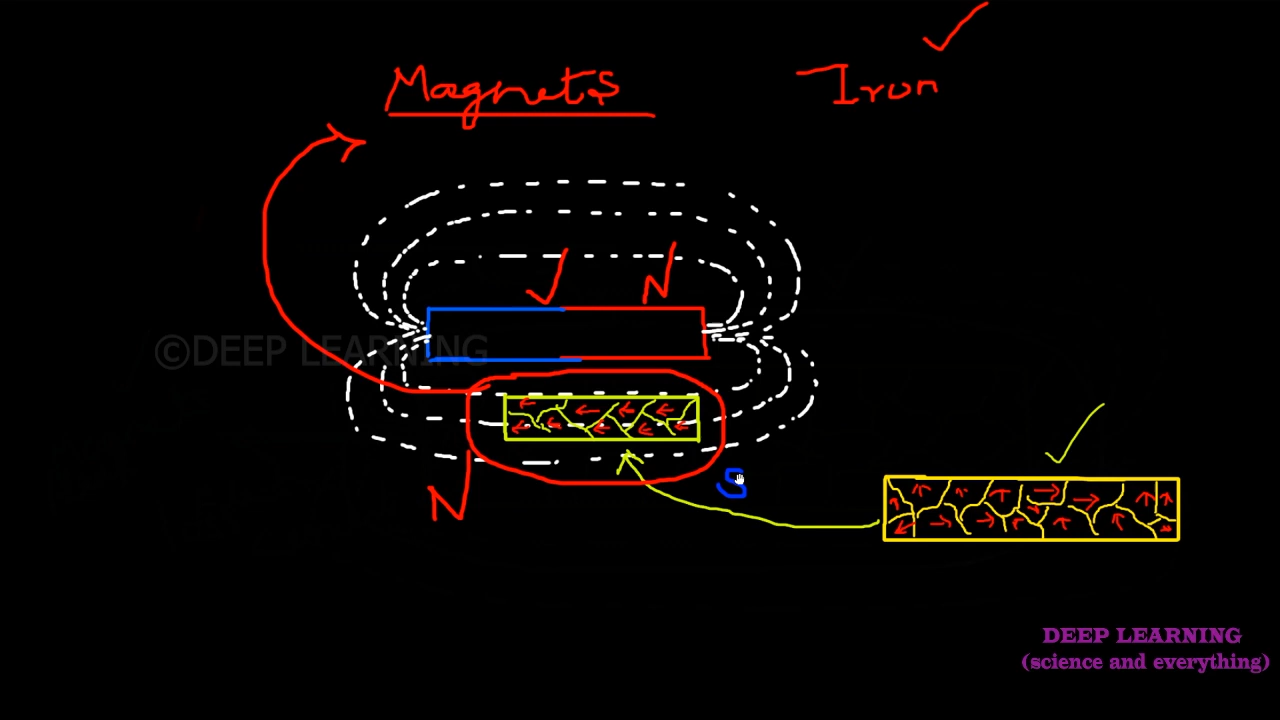 Magnets
Iron
N
©DEEP LEARNING
N
S
DEEP LEARNING
(science and everything)